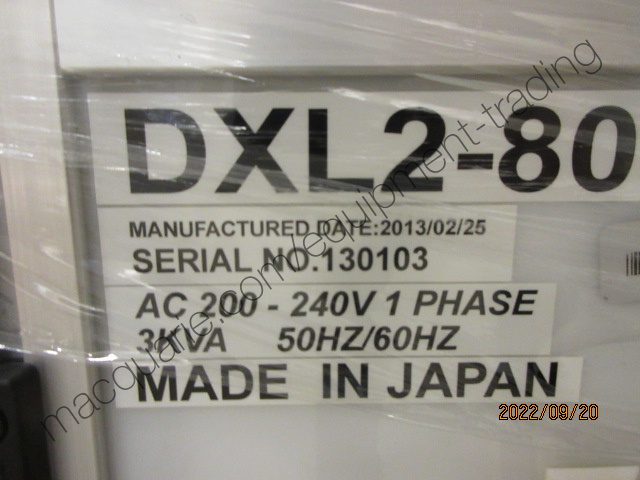 DXL2-80
MANUFACTURED DATE:2013/02/25
SERIAL NO.130103
AC 200 - 240V 1 PHASE
3KVA 50HZ/60HZ
MADE IN JAPAN
2022/09/20
macquarie.com/equipment-trading